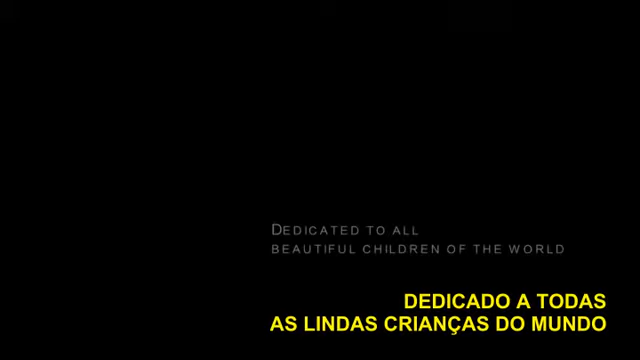 DEDICATED TO ALL
BEAUTIFUL CHILDREN OF THE WORLD
DEDICADO A TODAS
AS LINDAS CRIANÇAS DO MUNDO